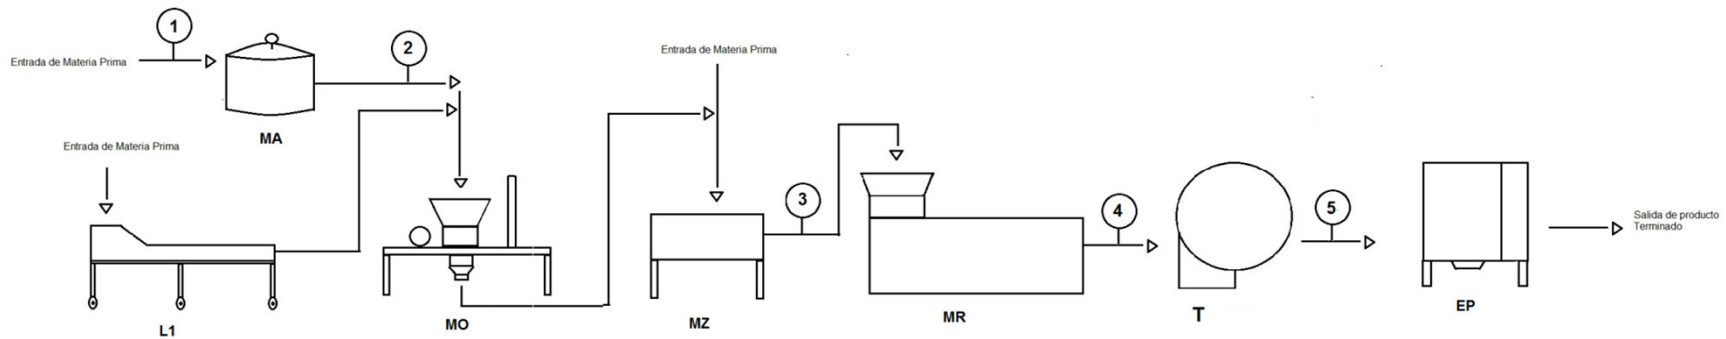 1
Entrada de Materia Prima
MA
2
Entrada de Materia Prima
L1
MO
Entrada de Materia Prima
MZ
3
MR
4
T
5
EP
Salida de producto
Terminado